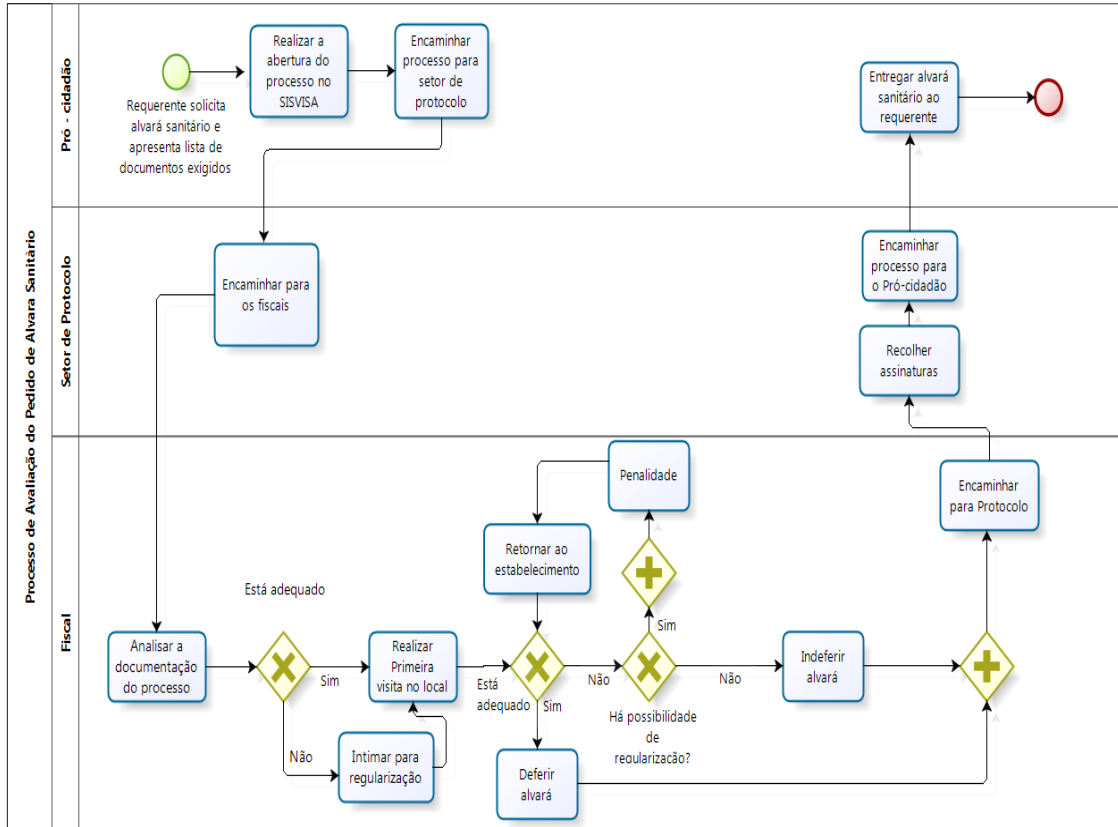 Processo de Avaliação do Pedido de Alvara Sanitário
Pró - cidadão
Requerente solicita
alvará sanitário e
apresenta lista de
documentos exigidos
Realizar a
abertura do
processo no
SISVISA
Encaminhar
processo para
setor de
protocolo
Entregar alvará
sanitário ao
requerente
Setor de Protocolo
Encaminhar para
os fiscais
Encaminhar
processo para
o Pró-cidadão
Recolher
assinaturas
Fiscal
Analisar a
documentação
do processo
Está adequado
Sim
Não
Intimar para
regularização
Realizar
Primeira
visita no local
Está
adequado
Sim
Não
Retornar ao
estabelecimento
Penalidade
Sim
Há possibilidade
de
regularização?
Não
Deferir
alvará
Indeferir
alvará
Encaminhar
para Protocolo